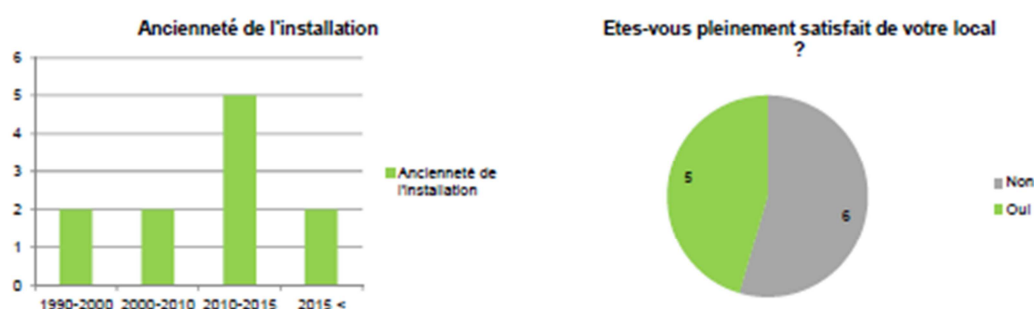 Ancienneté de l'installation
6
5
4
3
2
1
0
1990-2000 2000-2010 2010-2015 2015 <
Ancienneté de
l'installation
Etes-vous pleinement satisfait de votre local
?
5
6
Non
Oui